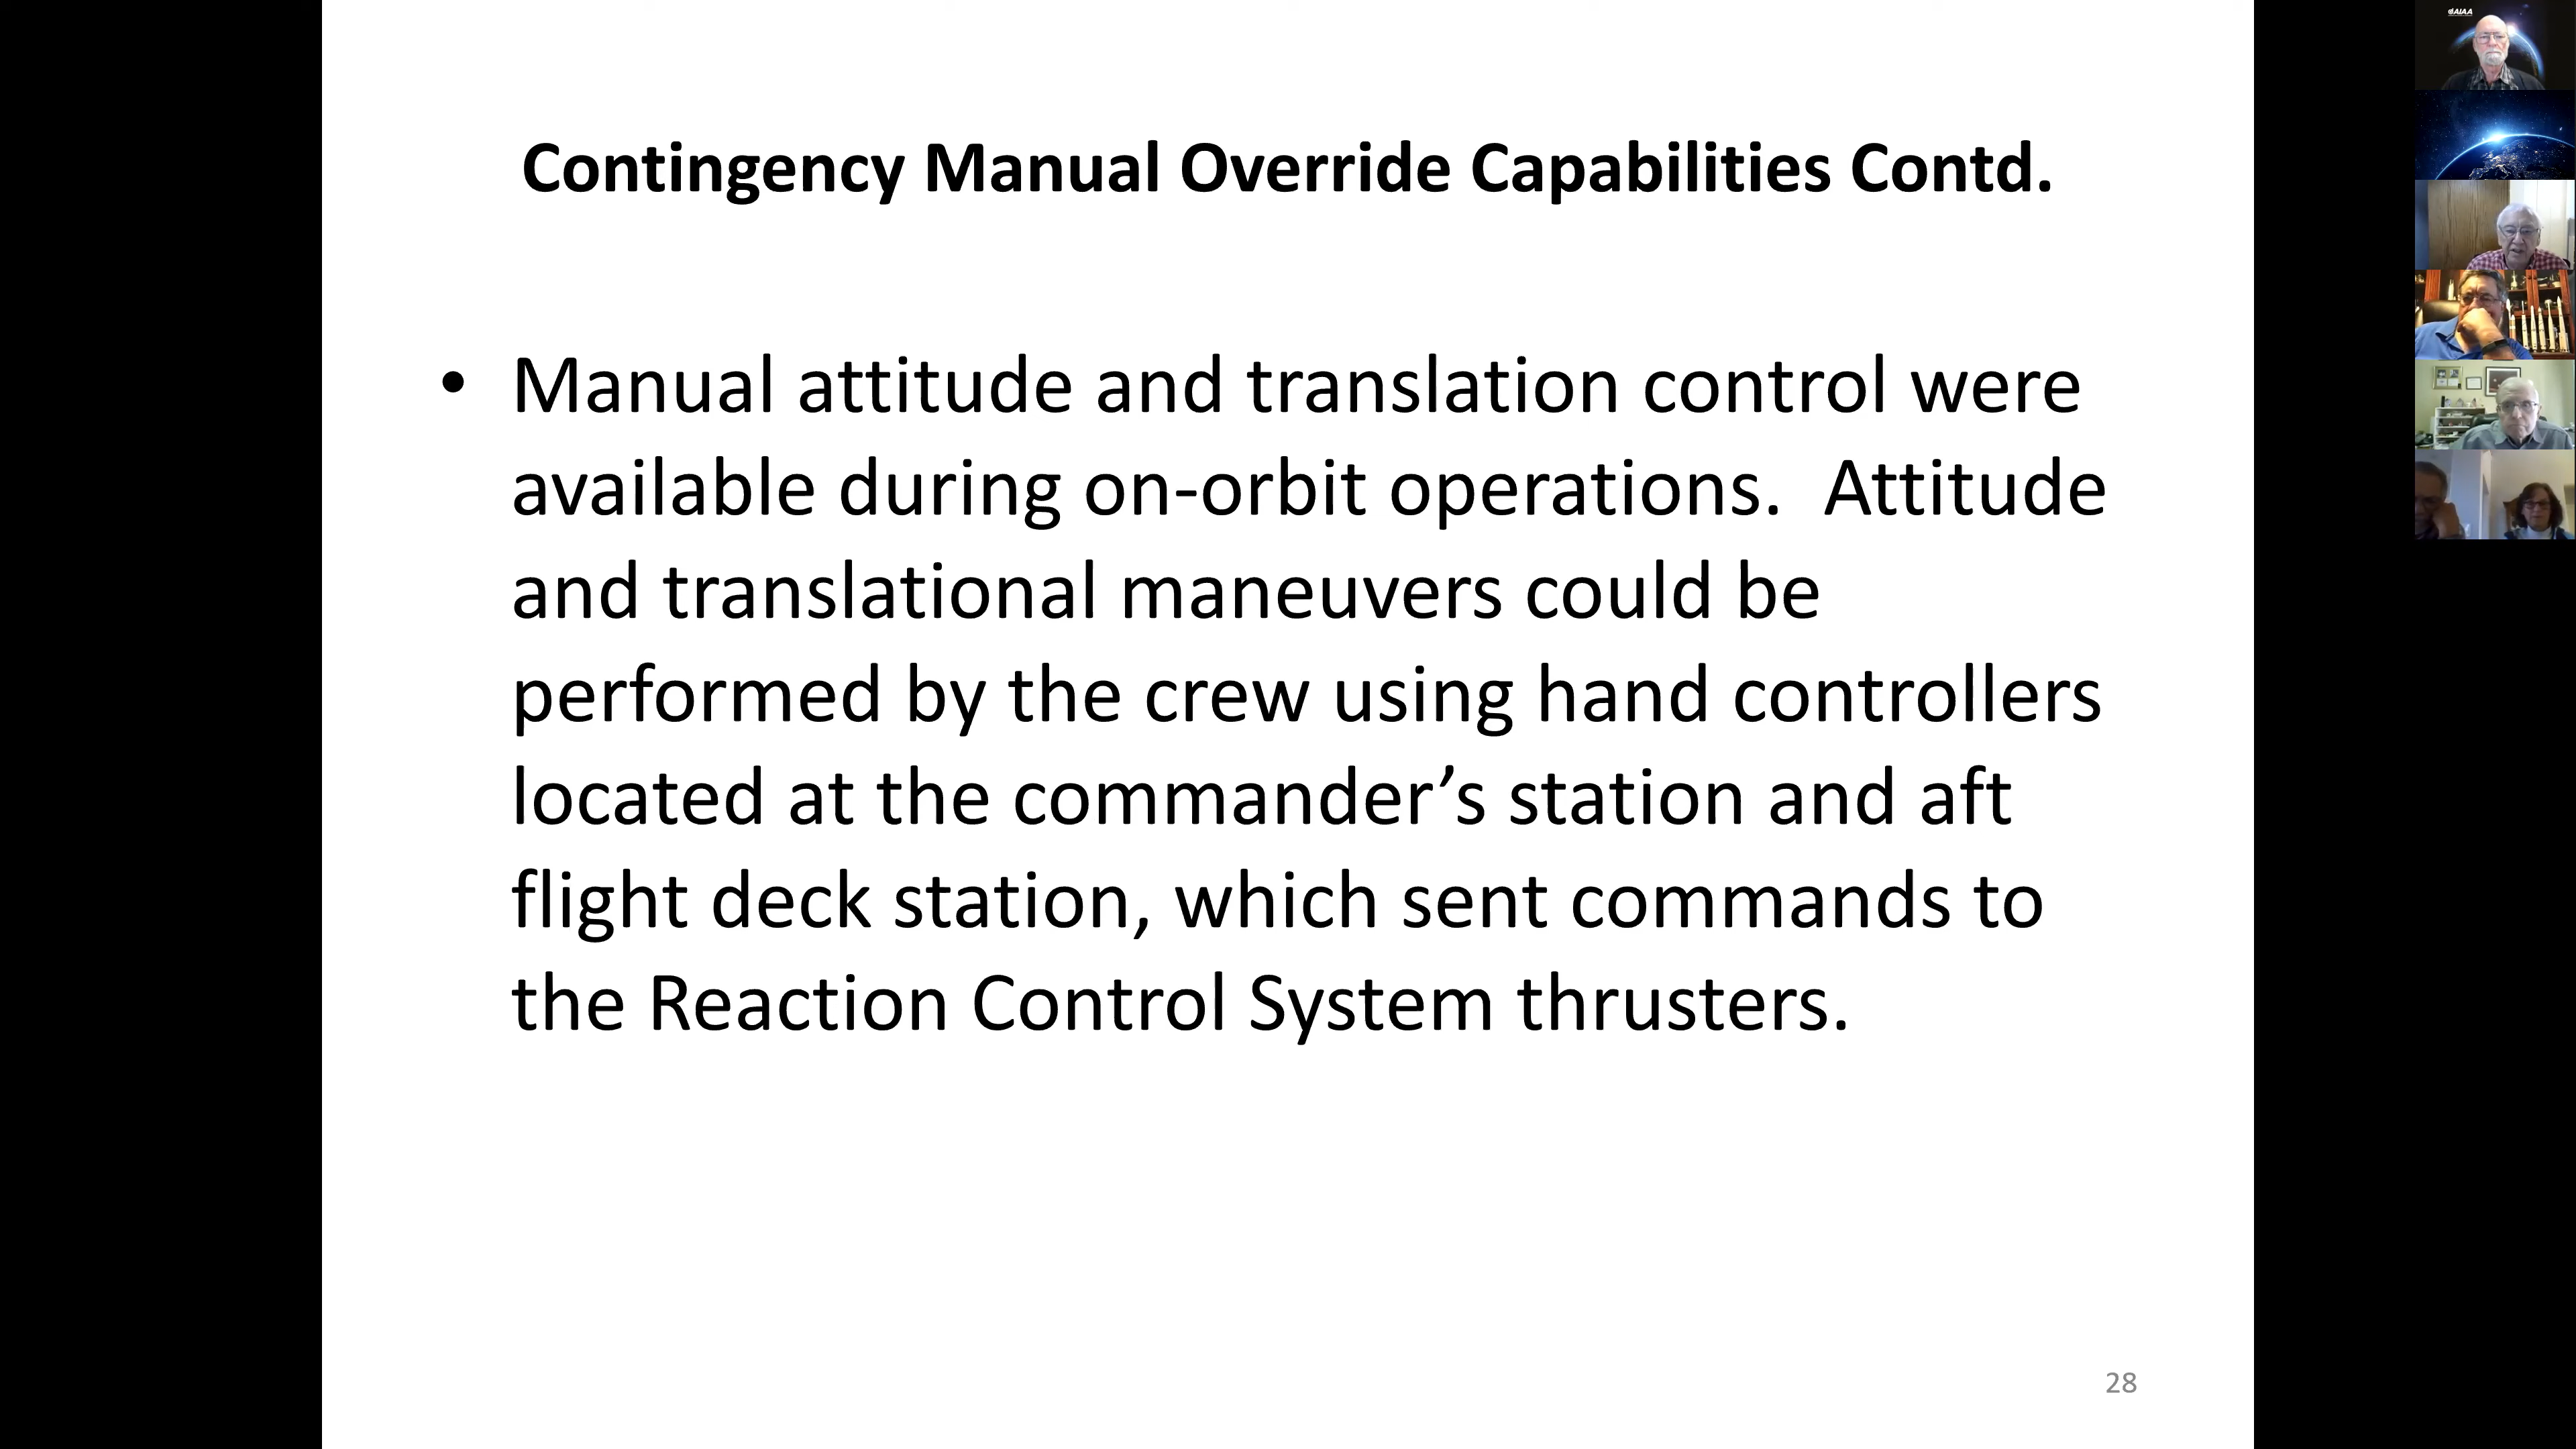 Contingency Manual Override Capabilities Contd.
• Manual attitude and translation control were
available during on-orbit operations.  Attitude
and translational maneuvers could be
performed by the crew using hand controllers
located at the commander’s station and aft
flight deck station, which sent commands to
the Reaction Control System thrusters.
28
AIAA